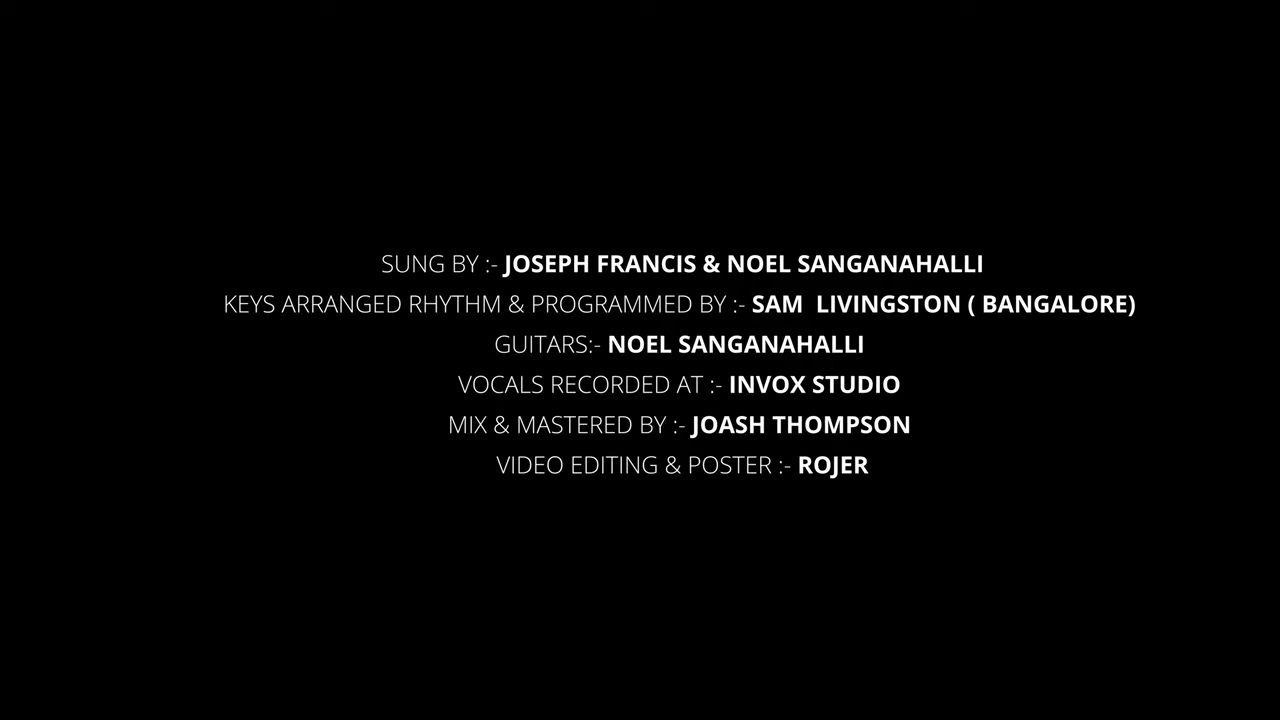 SUNG BY :- JOSEPH FRANCIS & NOEL SANGANAHALLI
KEYS ARRANGED RHYTHM & PROGRAMMED BY :- SAM  LIVINGSTON ( BANGALORE)
GUITARS:- NOEL SANGANAHALLI
VOCALS RECORDED AT :- INVOX STUDIO
MIX & MASTERED BY :- JOASH THOMPSON
VIDEO EDITING & POSTER :- ROJER